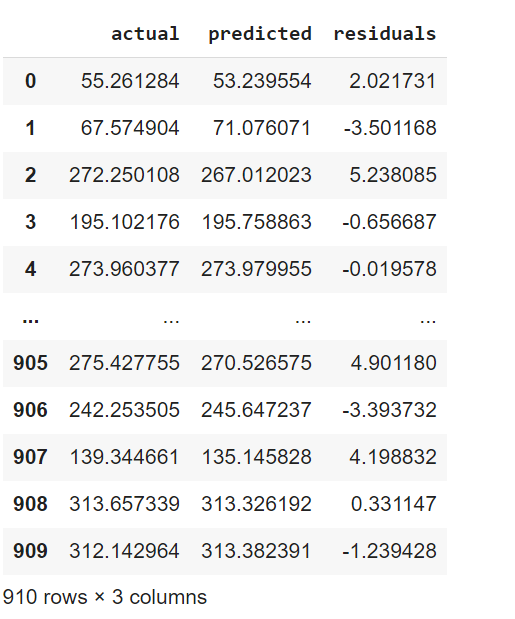 actual predicted residuals
0 55.261284 53.239554 2.021731
1 67.574904 71.076071 -3.501168
2 272.250108 267.012023 5.238085
3 195.102176 195.758863 -0.656687
4 273.960377 273.979955 -0.019578
... ... ... ...
905 275.427755 270.526575 4.901180
906 242.253505 245.647237 -3.393732
907 139.344661 135.145828 4.198832
908 313.657339 313.326192 0.331147
909 312.142964 313.382391 -1.239428
910 rows × 3 columns